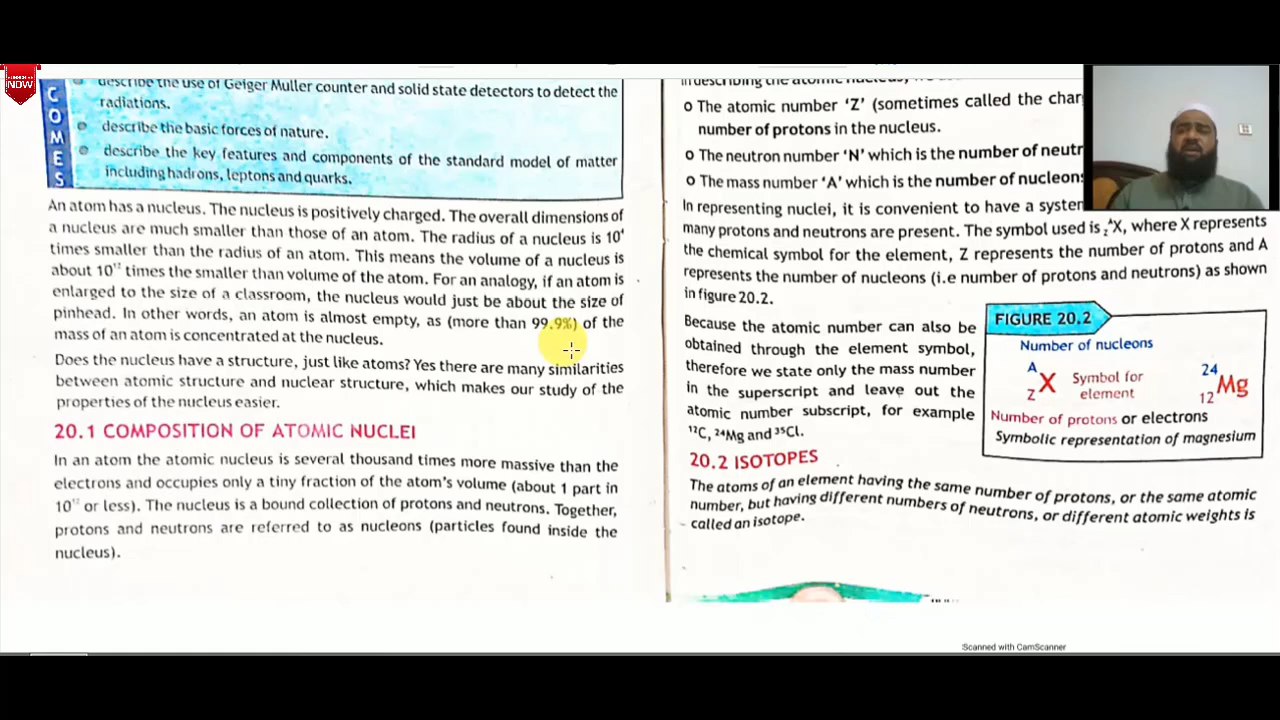 NDW
COMES
describe the use of Geiger Muller counter and solid state detectors to detect the
radiations.
describe the basic forces of nature.
describe the key features and components of the standard model of matter
including hadrons, leptons and quarks.
An atom has a nucleus. The nucleus is positively charged. The overall dimensions of
a nucleus are much smaller than those of an atom. The radius of a nucleus is 10⁴
times smaller than the radius of an atom. This means the volume of a nucleus is
about 10¹² times the smaller than volume of the atom. For an analogy, if an atom is
enlarged to the size of a classroom, the nucleus would just be about the size of
pinhead. In other words, an atom is almost empty, as (more than 99.9%) of the
mass of an atom is concentrated at the nucleus.
Does the nucleus have a structure, just like atoms? Yes there are many similarities
between atomic structure and nuclear structure, which makes our study of the
properties of the nucleus easier.
20.1 COMPOSITION OF ATOMIC NUCLEI
In an atom the atomic nucleus is several thousand times more massive than the
electrons and occupies only a tiny fraction of the atom's volume (about 1 part in
10¹² or less). The nucleus is a bound collection of protons and neutrons. Together,
protons and neutrons are referred to as nucleons (particles found inside the
nucleus).
In describing the atomic nucleus, we
o The atomic number 'Z' (sometimes called the char
number of protons in the nucleus.
o The neutron number 'N' which is the number of neutr
o The mass number 'A' which is the number of nucleon
In representing nuclei, it is convenient to have a system
many protons and neutrons are present. The symbol used is ᴬ_ZX, where X represents
the chemical symbol for the element, Z represents the number of protons and A
represents the number of nucleons (i.e number of protons and neutrons) as shown
in figure 20.2.
Because the atomic number can also be
obtained through the element symbol,
therefore we state only the mass number
in the superscript and leave out the
atomic number subscript, for example
¹²C, ²⁴Mg and ³⁵Cl.
FIGURE 20.2
Number of nucleons
A
Z X
Symbol for
element
24
12 Mg
Number of protons or electrons
Symbolic representation of magnesium
20.2 ISOTOPES
The atoms of an element having the same number of protons, or the same atomic
number, but having different numbers of neutrons, or different atomic weights is
called an isotope.
Scanned with CamScanner